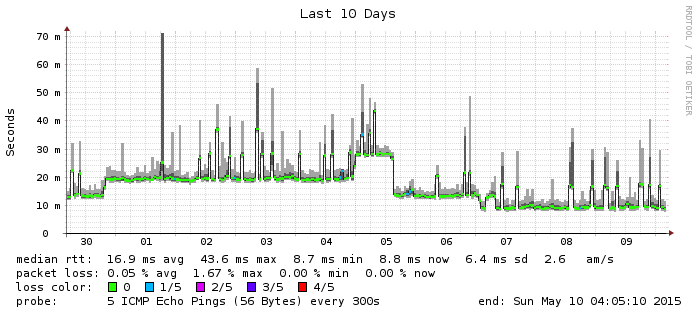 Last 10 Days
RRDTOOL / TOBI OETIKER
Seconds
70 m
60 m
50 m
40 m
30 m
20 m
10 m
0
30 01 02 03 04 05 06 07 08 09
median rtt: 16.9 ms avg 43.6 ms max 8.7 ms min 8.8 ms now 6.4 ms sd 2.6 am/s
packet loss: 0.05 % avg 1.67 % max 0.00 % min 0.00 % now
loss color: 0 1/5 2/5 3/5 4/5
probe: 5 ICMP Echo Pings (56 Bytes) every 300s end: Sun May 10 04:05:10 2015